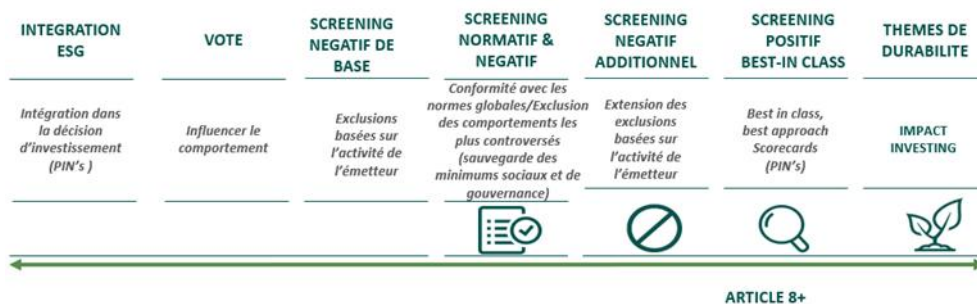 INTEGRATION
ESG
VOTE
SCREENING
NEGATIF DE
BASE
SCREENING
NORMATIF &
NEGATIF
SCREENING
NEGATIF
ADDITIONNEL
SCREENING
POSITIF
BEST-IN CLASS
THEMES DE
DURABILITE
Intégration dans
la décision
d'investissement
(PIN's )
Influencer le
comportement
Exclusions
basées sur
l'activité de
l'émetteur
Conformité avec les
normes globales/Exclusion
des comportements les
plus controversés
(sauvegarde des
minimums sociaux et de
gouvernance)
Extension des
exclusions
basées sur
l'activité de
l'émetteur
Best in class,
best approach
Scorecards
(PIN's)
IMPACT
INVESTING
ARTICLE 8+